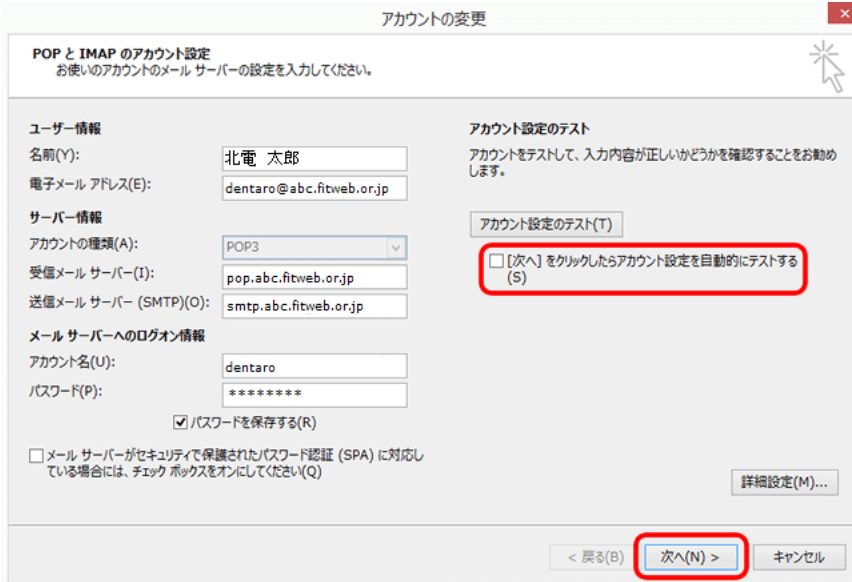 アカウントの変更
POP と IMAP のアカウント設定
お使いのアカウントのメール サーバーの設定を入力してください。
ユーザー情報
名前(Y):
北電 太郎
電子メール アドレス(E):
dentaro@abc.fitweb.or.jp
サーバー情報
アカウントの種類(A):
POP3
受信メール サーバー(I):
pop.abc.fitweb.or.jp
送信メール サーバー (SMTP)(O):
smtp.abc.fitweb.or.jp
メール サーバーへのログオン情報
アカウント名(U):
dentaro
パスワード(P):
********
パスワードを保存する(R)
メール サーバーがセキュリティで保護されたパスワード認証 (SPA) に対応し
ている場合には、チェック ボックスをオンにしてください(Q)
アカウント設定のテスト
アカウントをテストして、入力内容が正しいかどうかを確認することをお勧め
します。
アカウント設定のテスト(T)
[次へ] をクリックしたらアカウント設定を自動的にテストする
(S)
詳細設定(M)...
< 戻る(B)
次へ(N) >
キャンセル